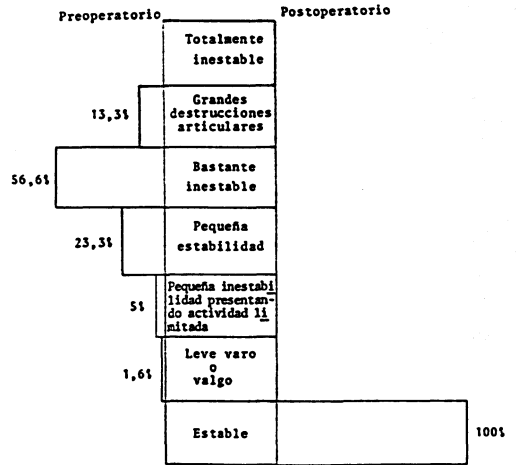 Preoperatorio Postoperatorio
Totalmente
inestable
13,3%
Grandes
destrucciones
articulares
56,6%
Bastante
inestable
23,3%
Pequeña
estabilidad
5%
Pequeña inestabi
lidad presentan-
do actividad li
mitada
1,6%
Leve varo
o
valgo
Estable
100%